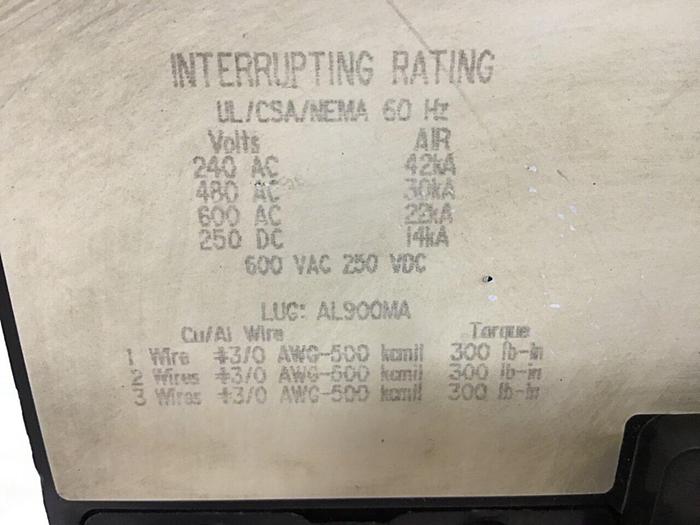 INTERRUPTING RATING
UL/CSA/NEMA 60 Hz
Volts AIR
240 AC 42kA
480 AC 30kA
600 AC 22kA
250 DC 14kA
600 VAC 250 VDC
LUG: AL900MA
Cu/Al Wire Torque
1 Wire #3/0 AWG-500 kcmil 300 lb-in
2 Wires #3/0 AWG-500 kcmil 300 lb-in
3 Wires #3/0 AWG-500 kcmil 300 lb-in